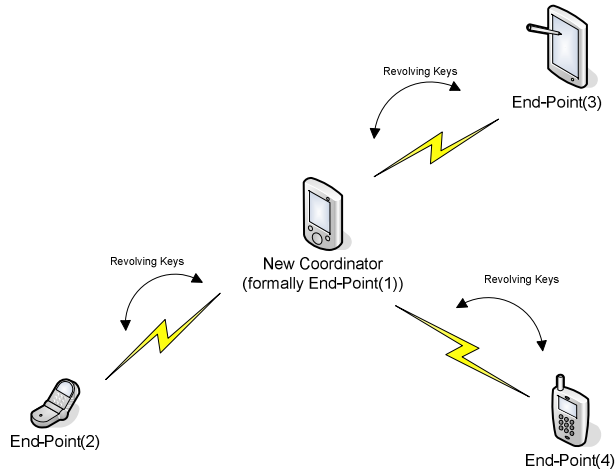 Revolving Keys
End-Point(3)
New Coordinator
(formally End-Point(1))
Revolving Keys
Revolving Keys
End-Point(2)
End-Point(4)